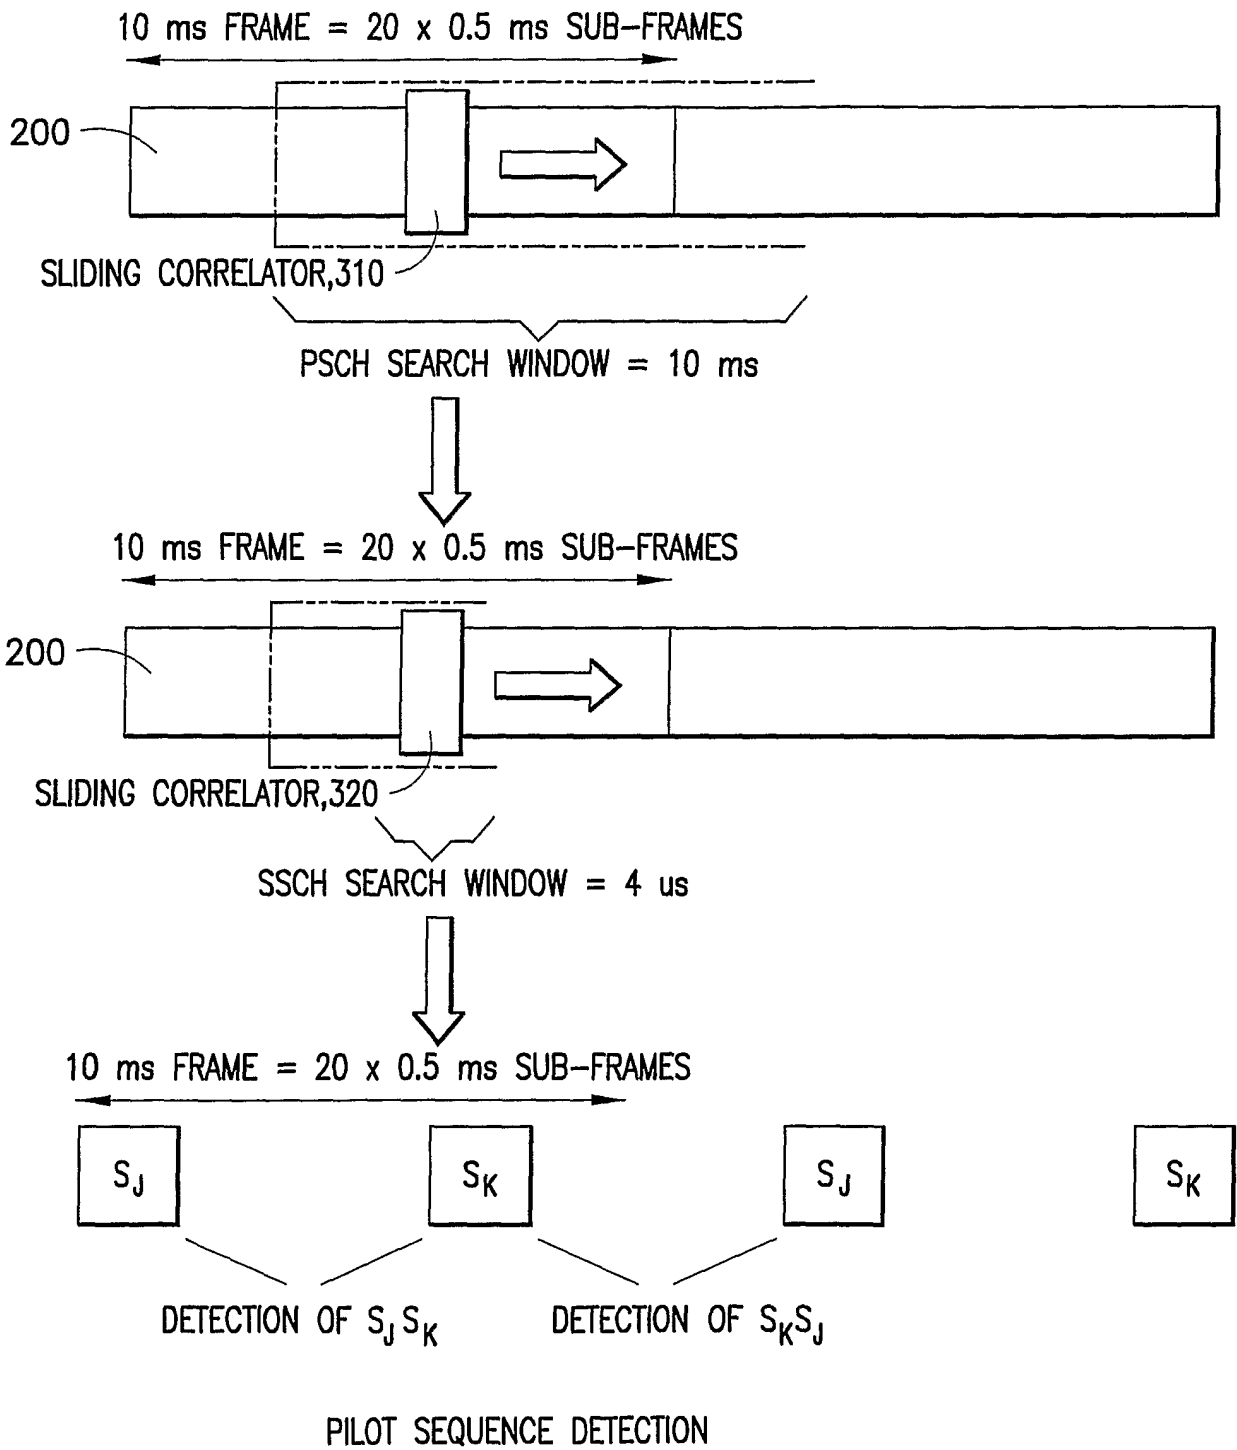 10 ms FRAME = 20 x 0.5 ms SUB-FRAMES
200
SLIDING CORRELATOR,310
PSCH SEARCH WINDOW = 10 ms
10 ms FRAME = 20 x 0.5 ms SUB-FRAMES
200
SLIDING CORRELATOR,320
SSCH SEARCH WINDOW = 4 us
10 ms FRAME = 20 x 0.5 ms SUB-FRAMES
SJ SK SJ SK
DETECTION OF SJSK DETECTION OF SKSJ
PILOT SEQUENCE DETECTION